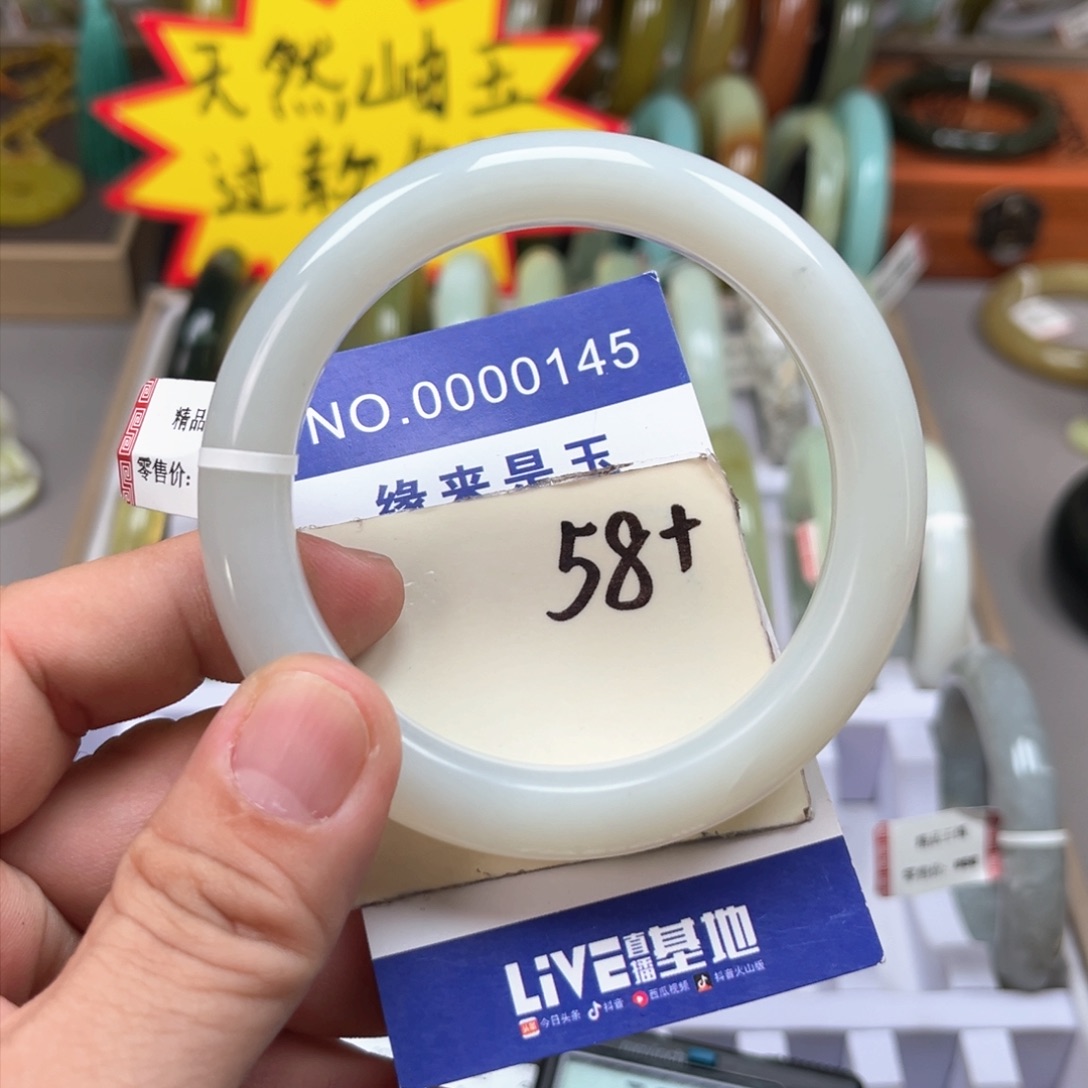 天然岫玉
过款
NO.0000145
精品
零售价:
缘来是玉
58+
LiVE直播基地
今日头条 抖音 西瓜视频 抖音火山版